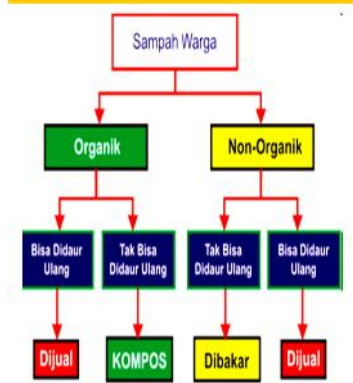 Sampah Warga
Organik
Non-Organik
Bisa Didaur
Ulang
Tak Bisa
Didaur Ulang
Tak Bisa
Didaur Ulang
Bisa Didaur
Ulang
Dijual
KOMPOS
Dibakar
Dijual